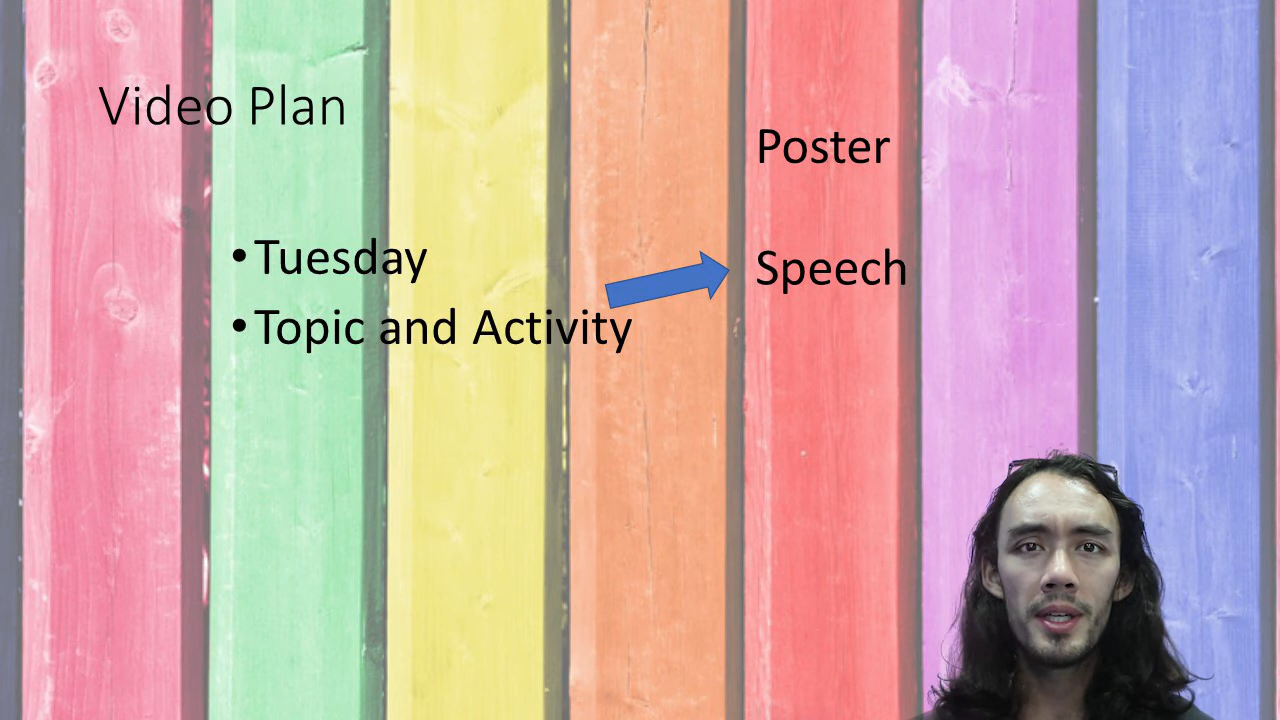 Video Plan
• Tuesday
• Topic and Activity
Poster
Speech